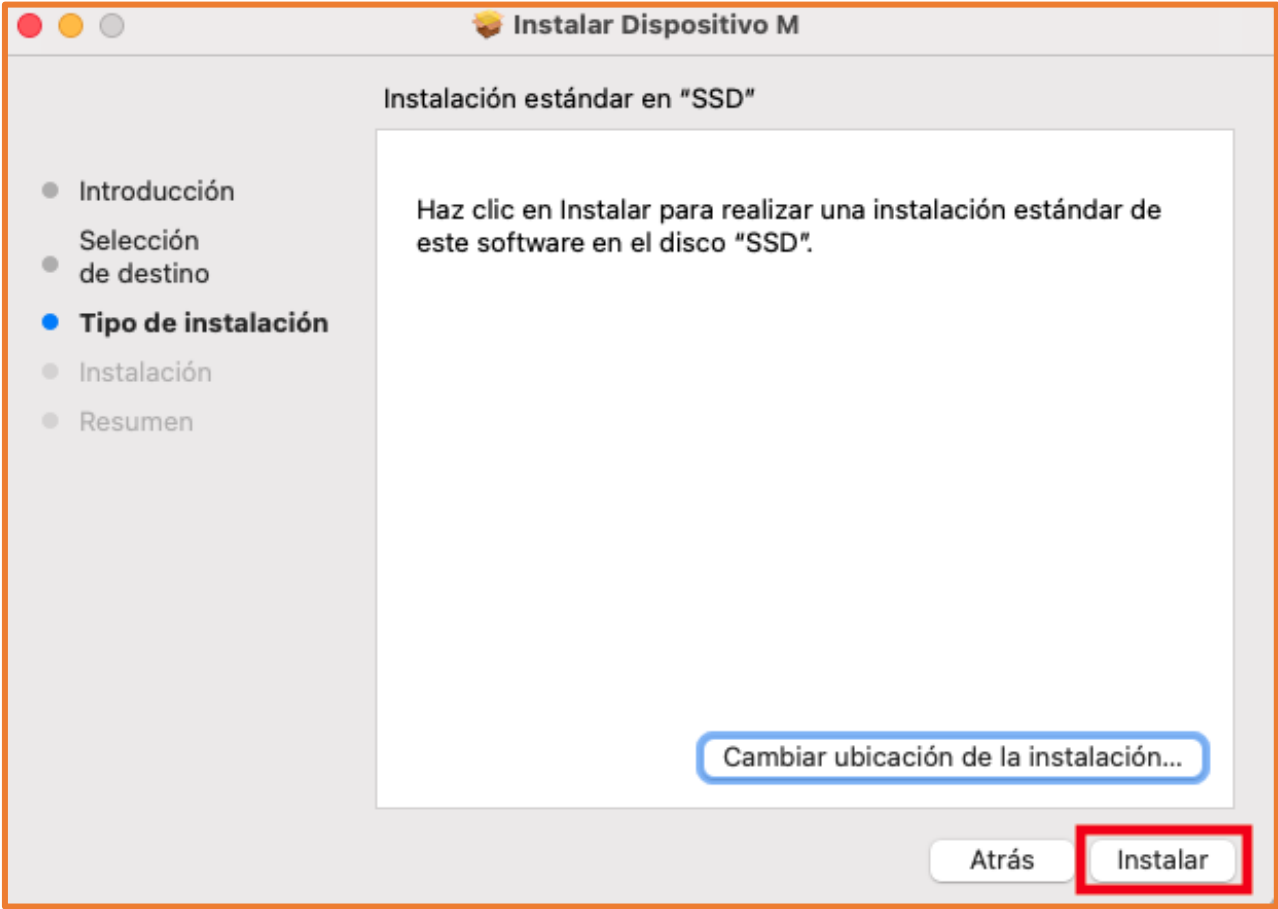 Instalar Dispositivo M
Instalación estándar en "SSD"
Introducción
Selección
de destino
Tipo de instalación
Instalación
Resumen
Haz clic en Instalar para realizar una instalación estándar de
este software en el disco "SSD".
Cambiar ubicación de la instalación...
Atrás
Instalar